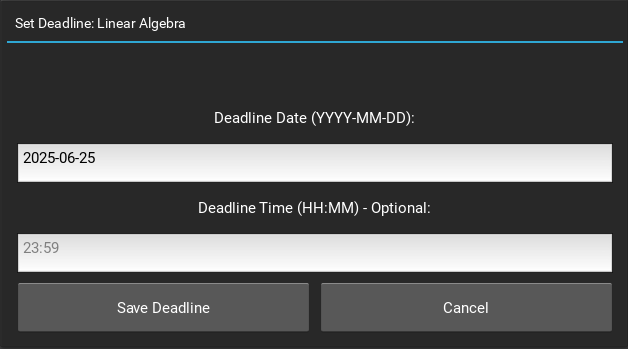 Set Deadline: Linear Algebra
Deadline Date (YYYY-MM-DD):
2025-06-25
Deadline Time (HH:MM) - Optional:
23:59
Save Deadline
Cancel